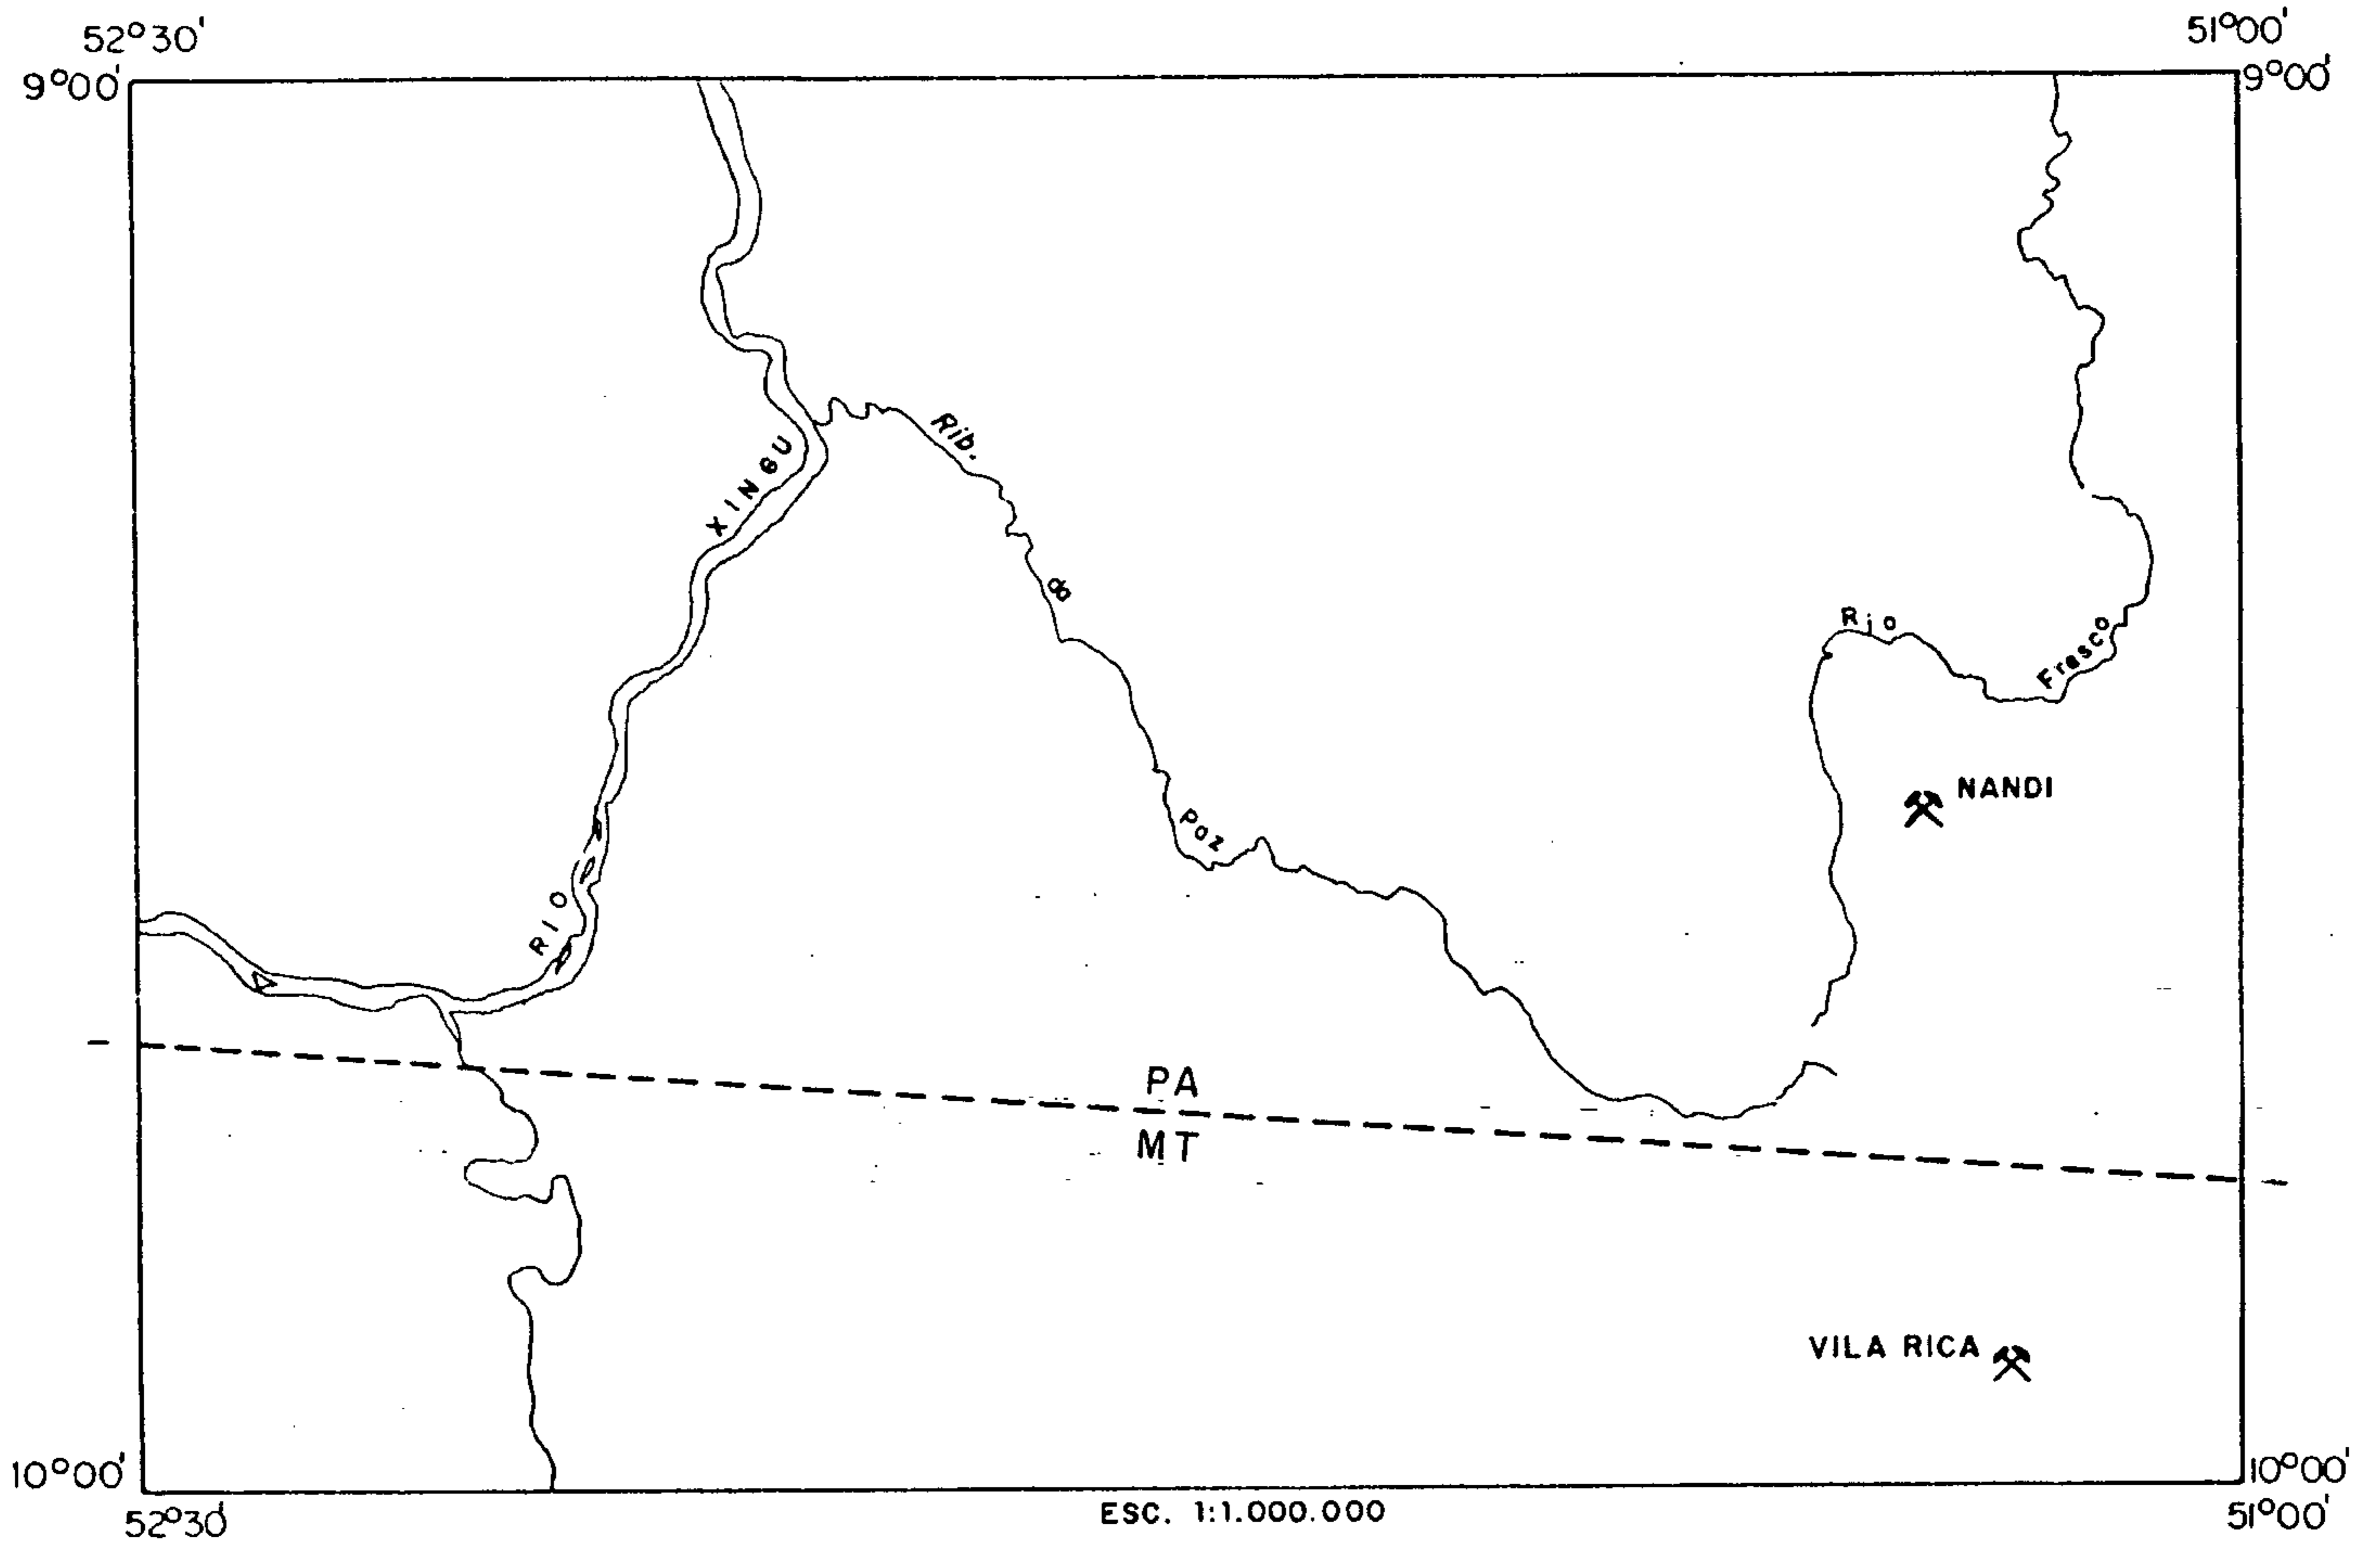 52°30' 51°00'
9°00' 9°00'
XINGU
Rib.
8
Rio
Fresco
NANDI
Paz
RIO
PA
MT
VILA RICA
10°00' 10°00'
52°30' ESC. 1:1.000.000 51°00'